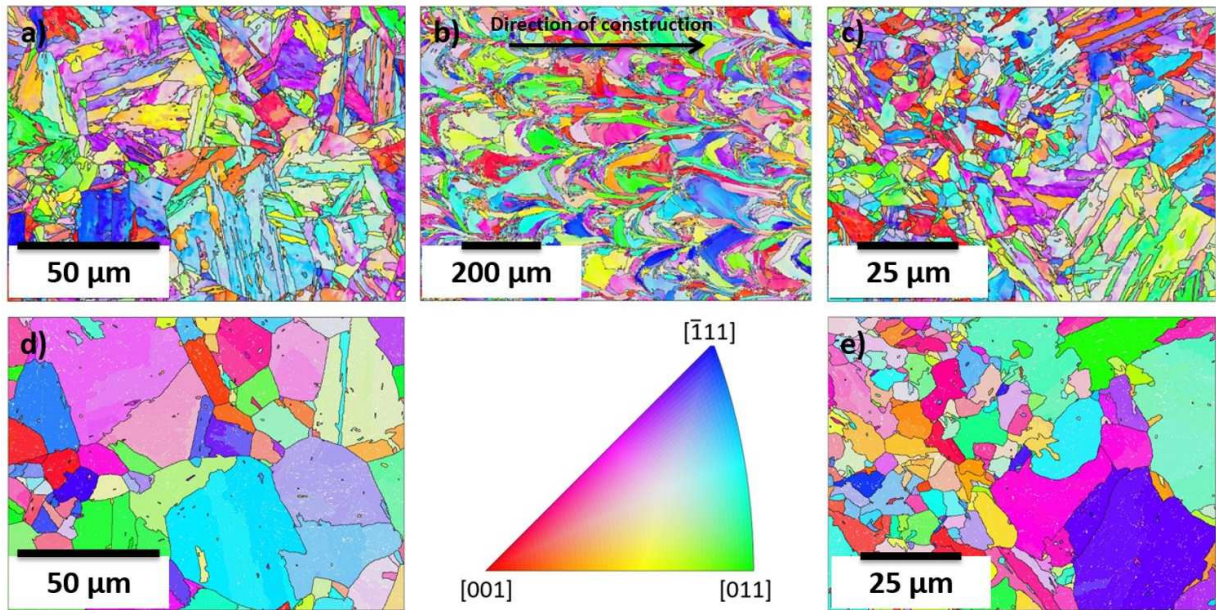 a)
b)
Direction of construction
c)
50 µm
200 µm
25 µm
d)
[1̄11]
e)
50 µm
[001]
[011]
25 µm